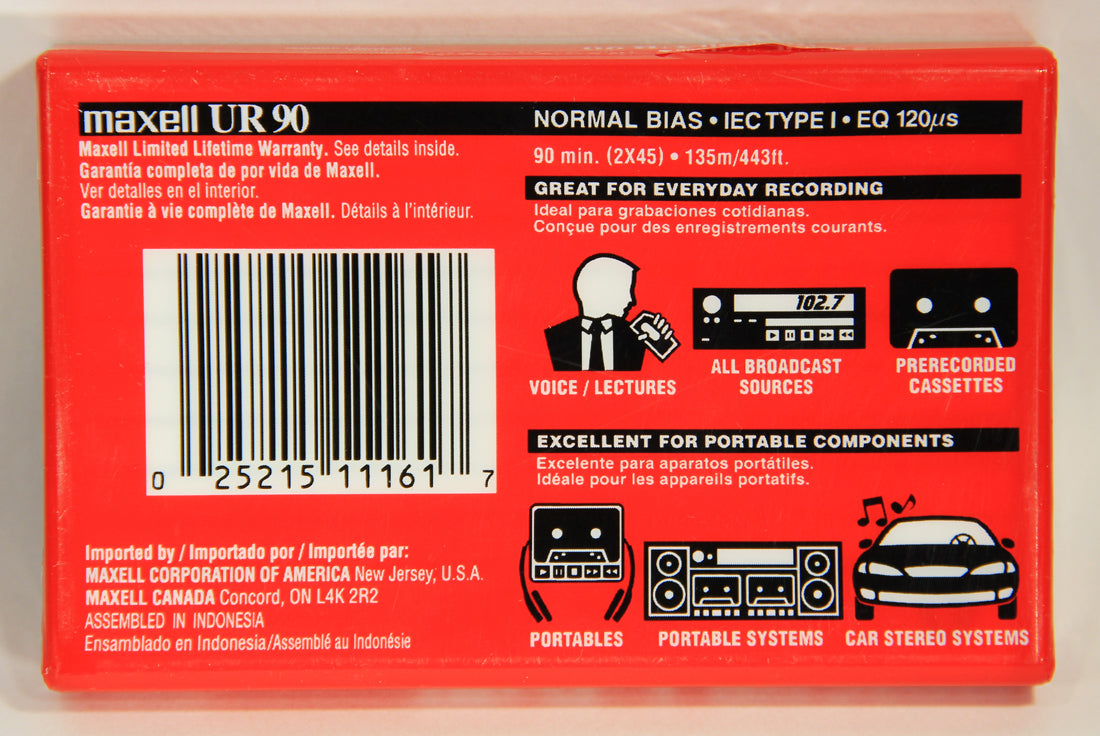 maxell UR 90
Maxell Limited Lifetime Warranty. See details inside.
Garantía completa de por vida de Maxell.
Ver detalles en el interior.
Garantie à vie complète de Maxell. Détails à l'intérieur.
0 25215 11161 7
Imported by / Importado por / Importée par:
MAXELL CORPORATION OF AMERICA New Jersey, U.S.A.
MAXELL CANADA Concord, ON L4K 2R2
ASSEMBLED IN INDONESIA
Ensamblado en Indonesia/Assemblé au Indonésie
NORMAL BIAS • IEC TYPE I • EQ 120µs
90 min. (2X45) • 135m/443ft.
GREAT FOR EVERYDAY RECORDING
Ideal para grabaciones cotidianas.
Conçue pour des enregistrements courants.
102.7
VOICE / LECTURES
ALL BROADCAST
SOURCES
PRERECORDED
CASSETTES
EXCELLENT FOR PORTABLE COMPONENTS
Excelente para aparatos portátiles.
Idéale pour les appareils portatifs.
PORTABLES
PORTABLE SYSTEMS
CAR STEREO SYSTEMS